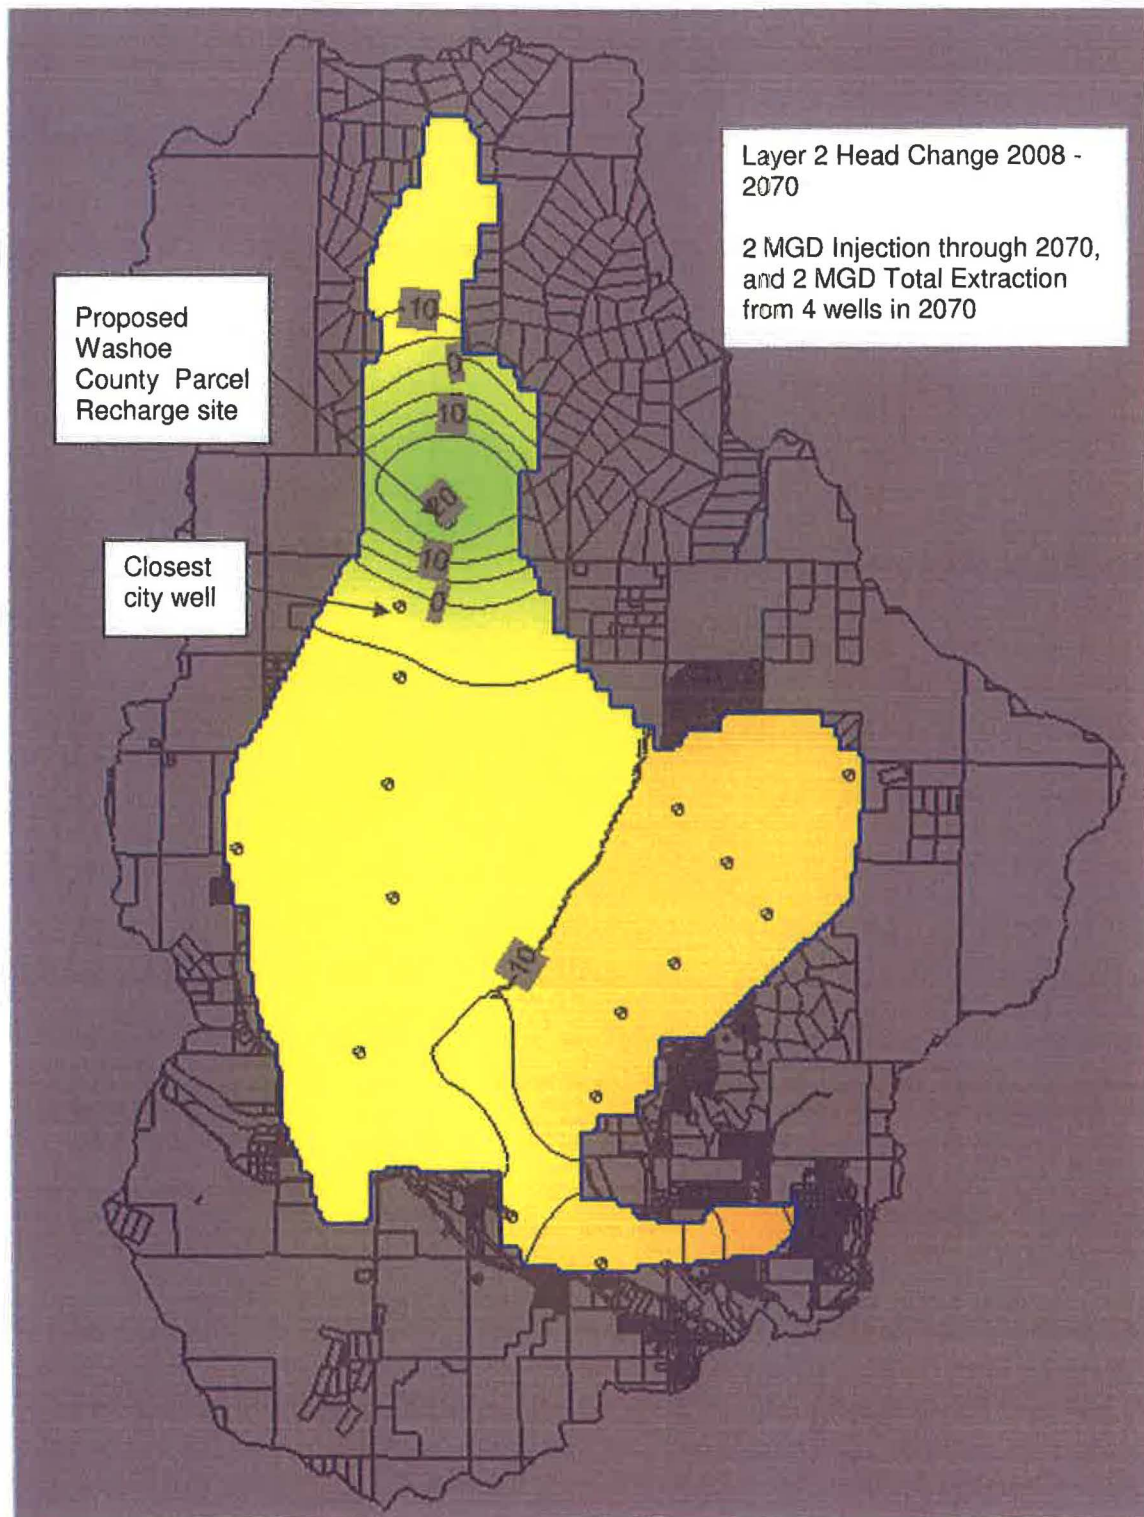 Layer 2 Head Change 2008 -
2070
2 MGD Injection through 2070,
and 2 MGD Total Extraction
from 4 wells in 2070
Proposed
Washoe
County Parcel
Recharge site
10
0
10
20
10
0
Closest
city well
10